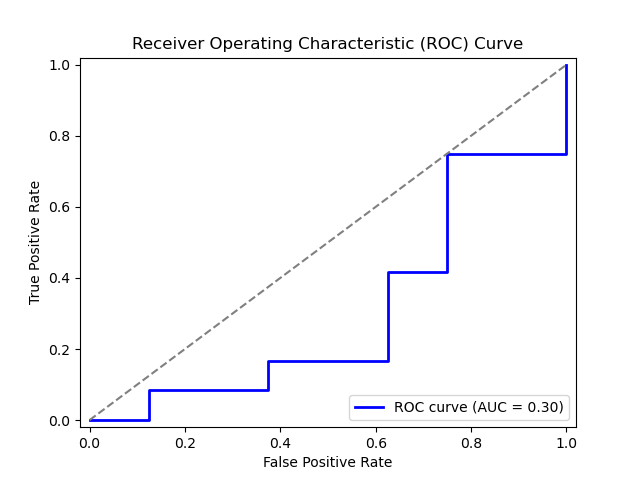 Receiver Operating Characteristic (ROC) Curve
1.0
0.8
0.6
0.4
0.2
0.0
True Positive Rate
ROC curve (AUC = 0.30)
0.0 0.2 0.4 0.6 0.8 1.0
False Positive Rate